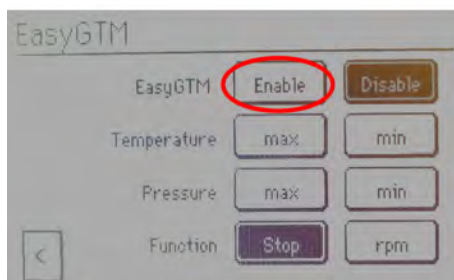 EasyGTM
EasyGTM Enable Disable
Temperature max min
Pressure max min
< Function Stop rpm